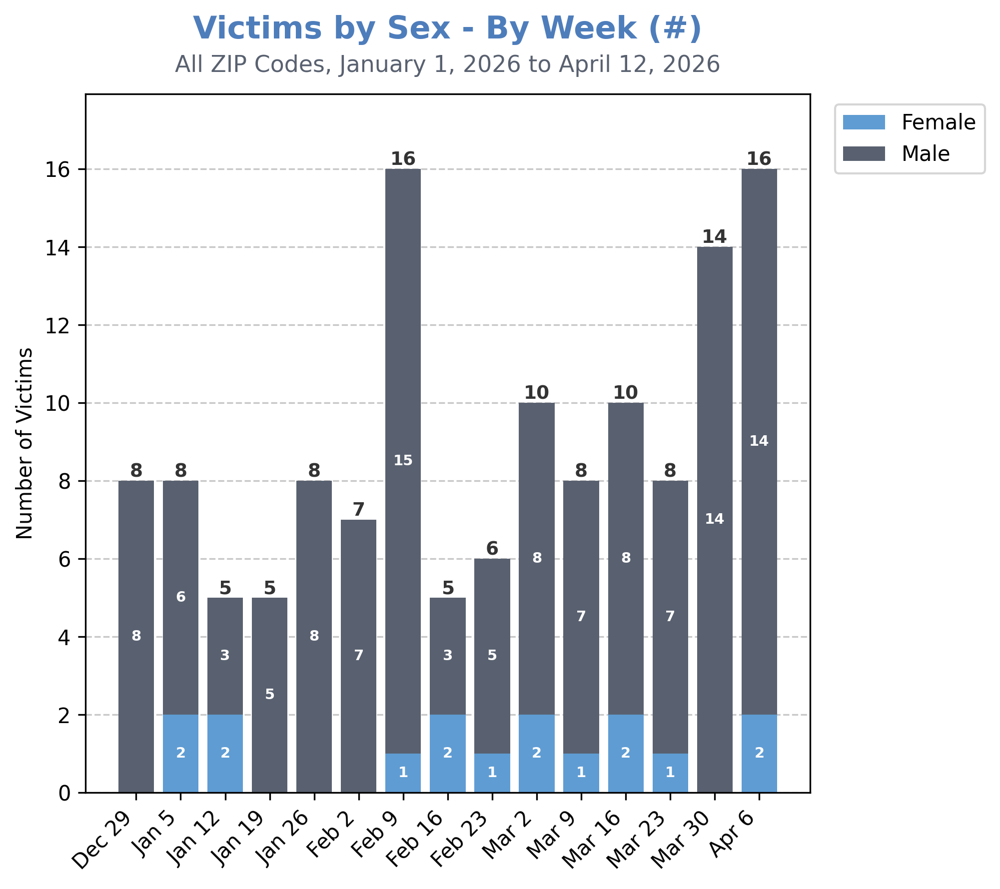 Victims by Sex - By Week (#)
All ZIP Codes, January 1, 2026 to April 12, 2026
Female
Male
Number of Victims
16
14
12
10
8
6
4
2
0
8
8
5
5
8
7
16
5
6
10
8
10
8
14
16
8
6
3
5
8
7
15
3
5
8
7
8
7
14
14
2
2
1
2
1
2
1
2
1
2
Dec 29
Jan 5
Jan 12
Jan 19
Jan 26
Feb 2
Feb 9
Feb 16
Feb 23
Mar 2
Mar 9
Mar 16
Mar 23
Mar 30
Apr 6